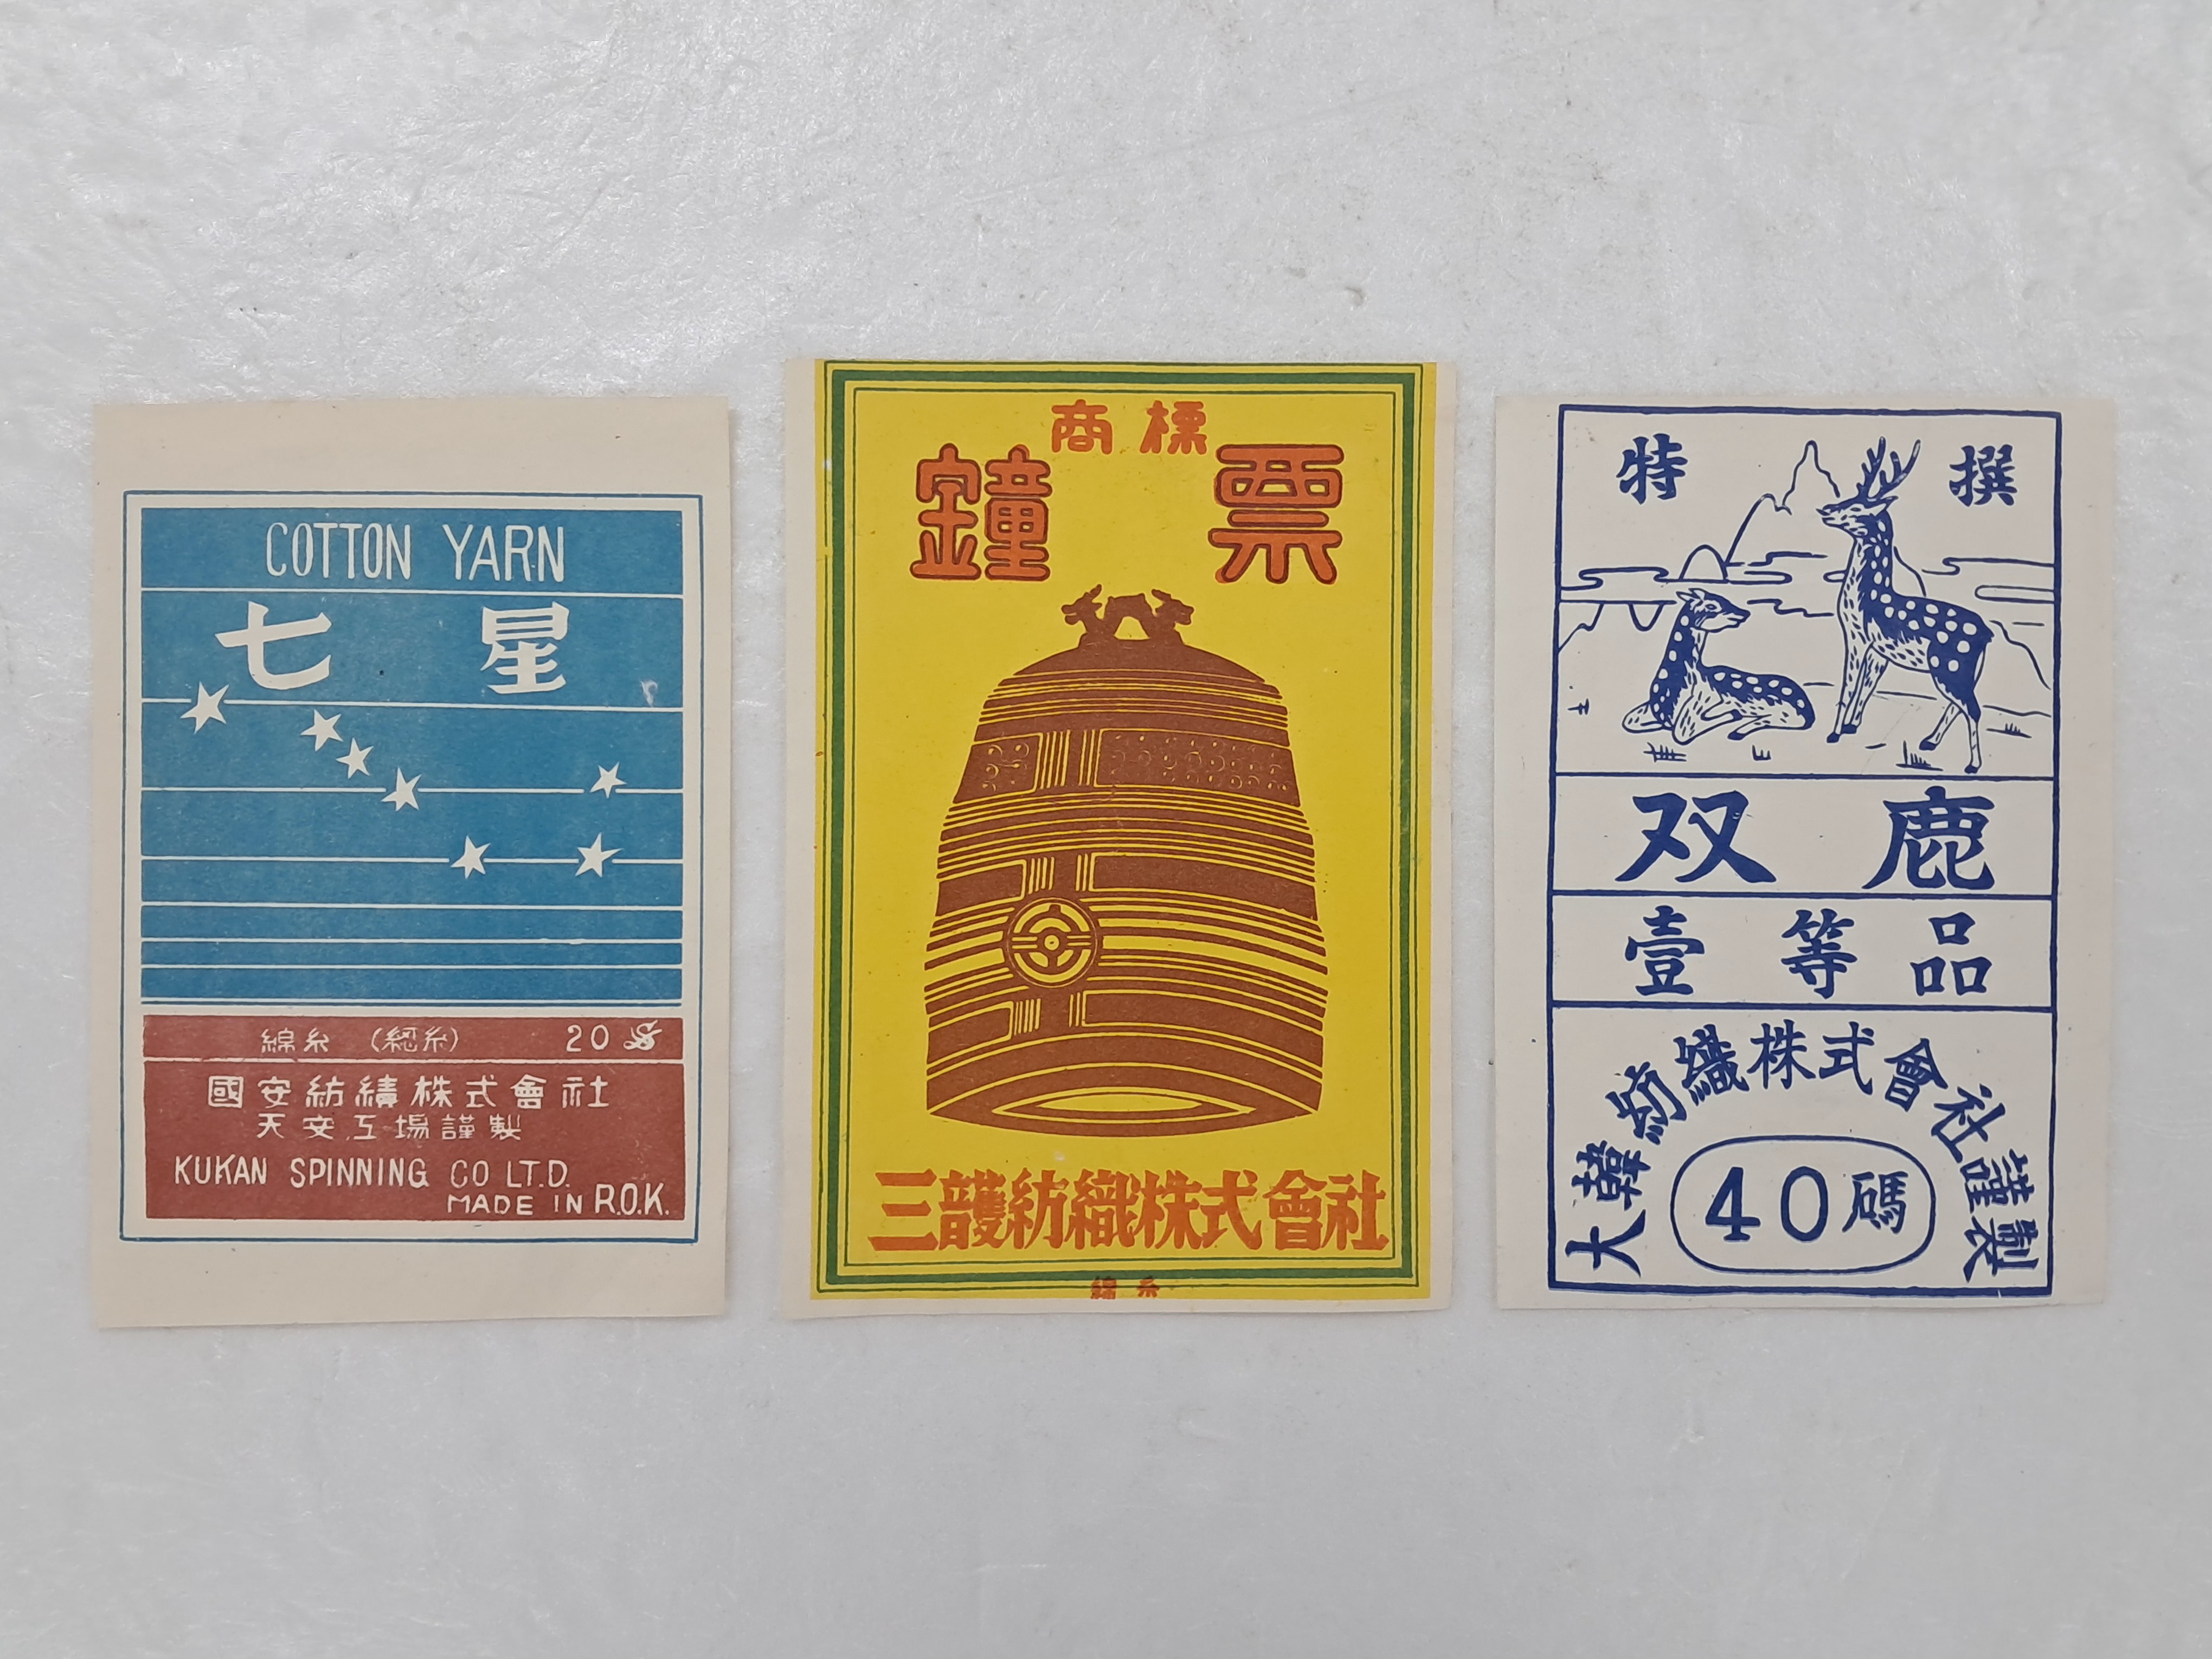 COTTON YARN
七星
綿糸 (總糸) 20 S
國安紡績株式會社
天安工場謹製
KUKAN SPINNING CO LT.D.
MADE IN R.O.K.
商標
鐘票
三護紡織株式會社
綿糸
特撰
双鹿
壹等品
大韓紡織株式會社謹製
40碼